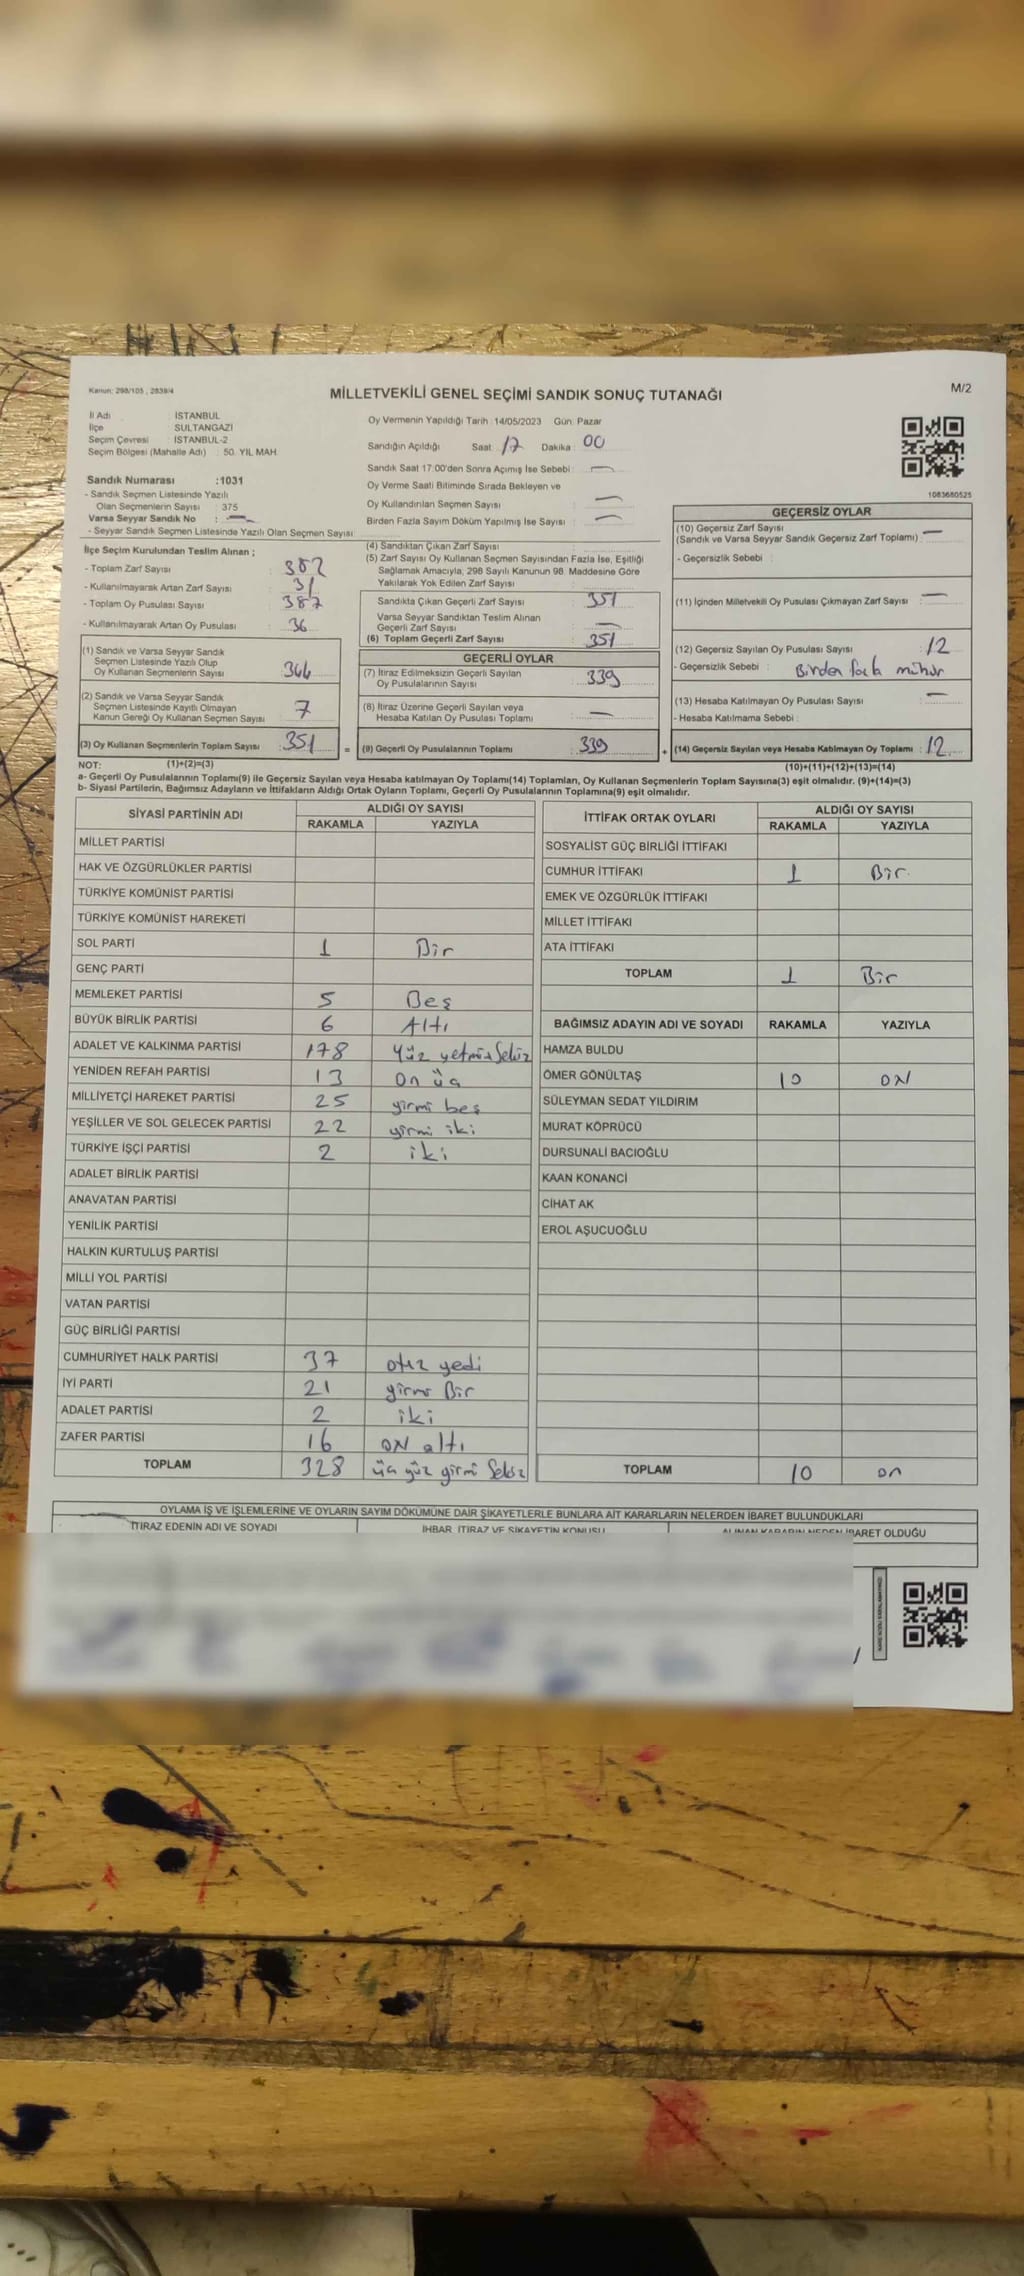 Kanun: 298/105 , 2839/4
MİLLETVEKİLİ GENEL SEÇİMİ SANDIK SONUÇ TUTANAĞI
M/2
İl Adı : İSTANBUL
İlçe : SULTANGAZİ
Seçim Çevresi : İSTANBUL-2
Seçim Bölgesi (Mahalle Adı) : 50. YIL MAH.
Sandık Numarası :1031
- Sandık Seçmen Listesinde Yazılı
Olan Seçmenlerin Sayısı : 375
Varsa Seyyar Sandık No : —
- Seyyar Sandık Seçmen Listesinde Yazılı Olan Seçmen Sayısı:
Oy Vermenin Yapıldığı Tarih :14/05/2023 Gün: Pazar
Sandığın Açıldığı Saat 17 Dakika : 00
Sandık Saat 17:00'den Sonra Açımış İse Sebebi : —
Oy Verme Saati Bitiminde Sırada Bekleyen ve
Oy Kullandırılan Seçmen Sayısı : —
Birden Fazla Sayım Döküm Yapılmış İse Sayısı : —
1083680525
İlçe Seçim Kurulundan Teslim Alınan ;
- Toplam Zarf Sayısı : 382
- Kullanılmayarak Artan Zarf Sayısı : 31
- Toplam Oy Pusulası Sayısı : 387
- Kullanılmayarak Artan Oy Pusulası : 36
(1) Sandık ve Varsa Seyyar Sandık
Seçmen Listesinde Yazılı Olup
Oy Kullanan Seçmenlerin Sayısı : 344
(2) Sandık ve Varsa Seyyar Sandık
Seçmen Listesinde Kayıtlı Olmayan
Kanun Gereği Oy Kullanan Seçmen Sayısı : 7
(3) Oy Kullanan Seçmenlerin Toplam Sayısı : 351 =
(4) Sandıktan Çıkan Zarf Sayısı :
(5) Zarf Sayısı Oy Kullanan Seçmen Sayısından Fazla İse, Eşitliği
Sağlamak Amacıyla, 298 Sayılı Kanunun 98. Maddesine Göre
Yakılarak Yok Edilen Zarf Sayısı :
Sandıkta Çıkan Geçerli Zarf Sayısı : 351
Varsa Seyyar Sandıktan Teslim Alınan
Geçerli Zarf Sayısı : —
(6) Toplam Geçerli Zarf Sayısı : 351
GEÇERLİ OYLAR
(7) İtiraz Edilmeksizin Geçerli Sayılan
Oy Pusulalarının Sayısı : 339
(8) İtiraz Üzerine Geçerli Sayılan veya
Hesaba Katılan Oy Pusulası Toplamı : —
(9) Geçerli Oy Pusulalarının Toplamı : 339 +
GEÇERSİZ OYLAR
(10) Geçersiz Zarf Sayısı
(Sandık ve Varsa Seyyar Sandık Geçersiz Zarf Toplamı) : —
- Geçersizlik Sebebi :
(11) İçinden Milletvekili Oy Pusulası Çıkmayan Zarf Sayısı : —
(12) Geçersiz Sayılan Oy Pusulası Sayısı : 12
- Geçersizlik Sebebi : Birden fazla mühür
(13) Hesaba Katılmayan Oy Pusulası Sayısı : —
- Hesaba Katılmama Sebebi :
(14) Geçersiz Sayılan veya Hesaba Katılmayan Oy Toplamı : 12
NOT: (1)+(2)=(3) (10)+(11)+(12)+(13)=(14)
a- Geçerli Oy Pusulalarının Toplamı(9) ile Geçersiz Sayılan veya Hesaba katılmayan Oy Toplamı(14) Toplamları, Oy Kullanan Seçmenlerin Toplam Sayısına(3) eşit olmalıdır. (9)+(14)=(3)
b- Siyasi Partilerin, Bağımsız Adayların ve İttifakların Aldığı Ortak Oyların Toplamı, Geçerli Oy Pusulalarının Toplamına(9) eşit olmalıdır.
SİYASİ PARTİNİN ADI ALDIĞI OY SAYISI
RAKAMLA YAZIYLA
MİLLET PARTİSİ
HAK VE ÖZGÜRLÜKLER PARTİSİ
TÜRKİYE KOMÜNİST PARTİSİ
TÜRKİYE KOMÜNİST HAREKETİ
SOL PARTİ 1 Bir
GENÇ PARTİ
MEMLEKET PARTİSİ 5 Beş
BÜYÜK BİRLİK PARTİSİ 6 Altı
ADALET VE KALKINMA PARTİSİ 178 Yüz yetmiş Sekiz
YENİDEN REFAH PARTİSİ 13 On üç
MİLLİYETÇİ HAREKET PARTİSİ 25 yirmi beş
YEŞİLLER VE SOL GELECEK PARTİSİ 22 yirmi iki
TÜRKİYE İŞÇİ PARTİSİ 2 iki
ADALET BİRLİK PARTİSİ
ANAVATAN PARTİSİ
YENİLİK PARTİSİ
HALKIN KURTULUŞ PARTİSİ
MİLLİ YOL PARTİSİ
VATAN PARTİSİ
GÜÇ BİRLİĞİ PARTİSİ
CUMHURİYET HALK PARTİSİ 37 otuz yedi
İYİ PARTİ 21 yirmi Bir
ADALET PARTİSİ 2 iki
ZAFER PARTİSİ 16 ON altı
TOPLAM 328 üç yüz yirmi Sekiz
İTTİFAK ORTAK OYLARI ALDIĞI OY SAYISI
RAKAMLA YAZIYLA
SOSYALİST GÜÇ BİRLİĞİ İTTİFAKI
CUMHUR İTTİFAKI 1 Bir
EMEK VE ÖZGÜRLÜK İTTİFAKI
MİLLET İTTİFAKI
ATA İTTİFAKI
TOPLAM 1 Bir
BAĞIMSIZ ADAYIN ADI VE SOYADI RAKAMLA YAZIYLA
HAMZA BULDU
ÖMER GÖNÜLTAŞ 10 ON
SÜLEYMAN SEDAT YILDIRIM
MURAT KÖPRÜCÜ
DURSUNALİ BACIOĞLU
KAAN KONANCİ
CİHAT AK
EROL AŞUCUOĞLU
TOPLAM 10 on
OYLAMA İŞ VE İŞLEMLERİNE VE OYLARIN SAYIM DÖKÜMÜNE DAİR ŞİKAYETLERLE BUNLARA AİT KARARLARIN NELERDEN İBARET BULUNDUKLARI
İTİRAZ EDENİN ADI VE SOYADI İHBAR, İTİRAZ VE ŞİKAYETİN KONUSU ALINAN KARARIN NEDEN İBARET OLDUĞU